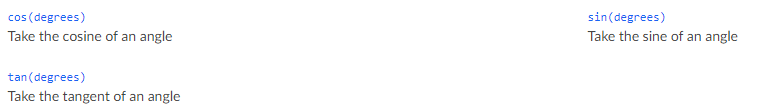 cos(degrees)
Take the cosine of an angle
sin(degrees)
Take the sine of an angle
tan(degrees)
Take the tangent of an angle